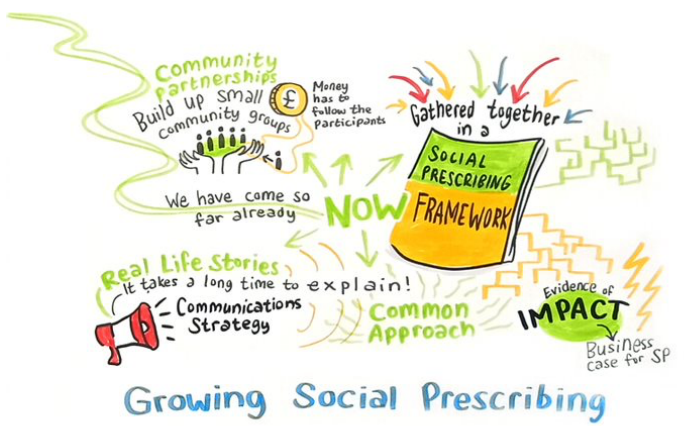 Community
partnerships
Build up small
community groups
£
Money
has to
follow the
participants
Gathered together
in a
SOCIAL
PRESCRIBING
FRAMEWORK
We have come so
far already
NOW
Real Life Stories
It takes a long time to explain!
Communications
Strategy
Common
Approach
Evidence of
IMPACT
Business
case for SP
Growing Social Prescribing